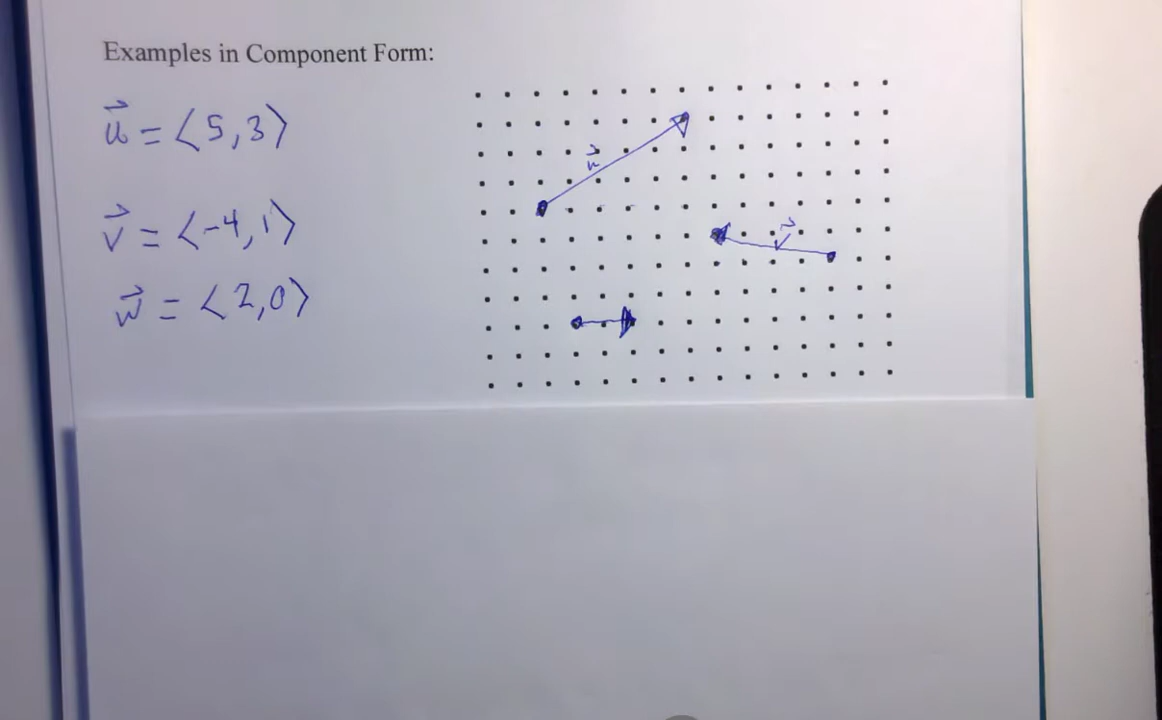 Examples in Component Form:
u⃗ = ⟨5,3⟩
u⃗
v⃗ = ⟨-4,1⟩
v⃗
w⃗ = ⟨2,0⟩